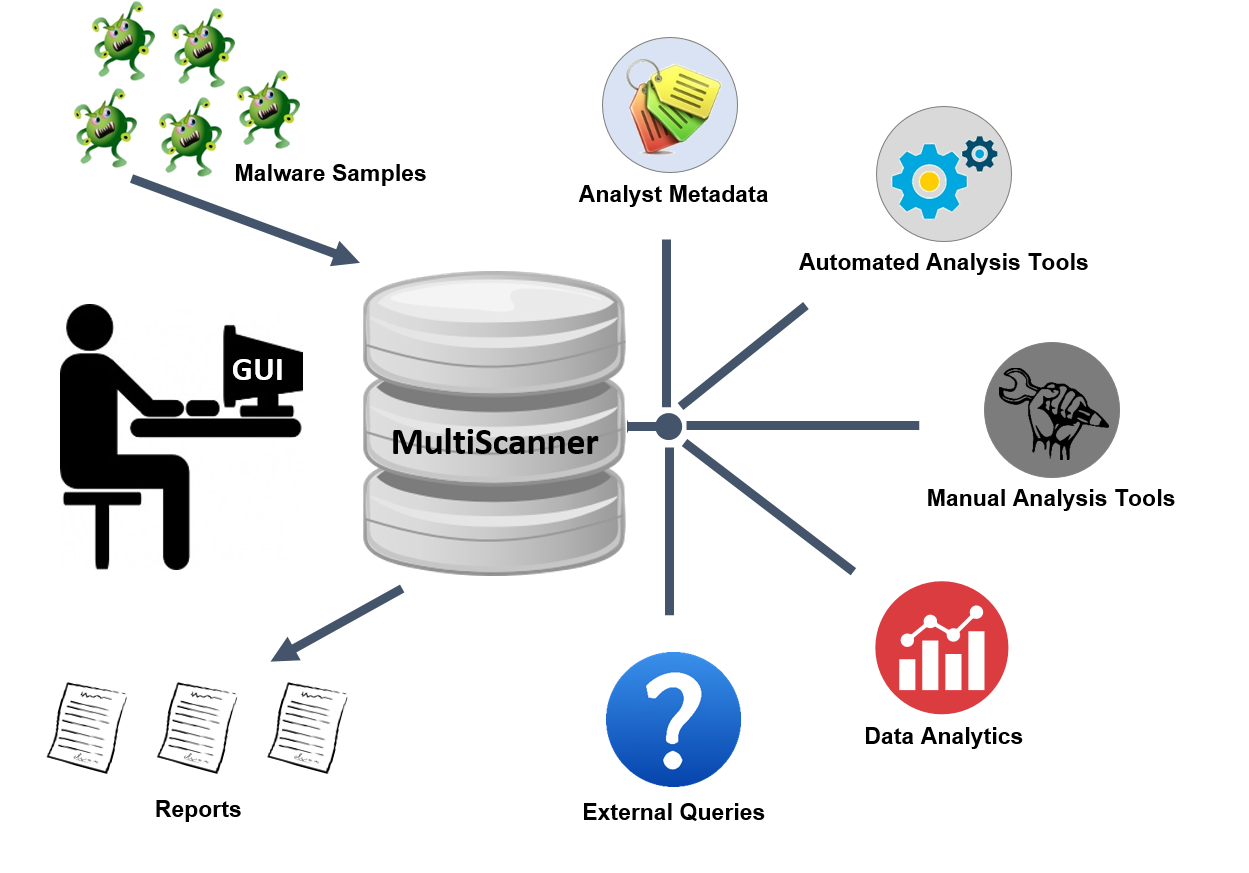 Malware Samples
Analyst Metadata
Automated Analysis Tools
GUI
MultiScanner
Manual Analysis Tools
Data Analytics
Reports
External Queries